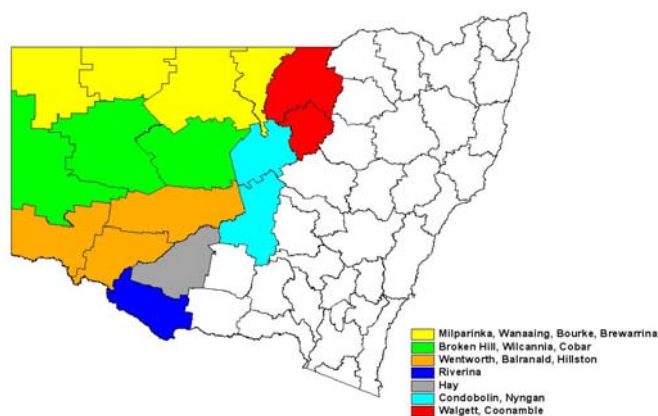 Milparinka, Wanaaing, Bourke, Brewarrina
Broken Hill, Wilcannia, Cobar
Wentworth, Balranald, Hillston
Riverina
Hay
Condobolin, Nyngan
Walgett, Coonamble